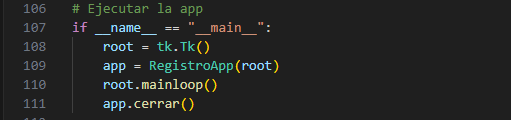 106 # Ejecutar la app
107 if __name__ == "__main__":
108     root = tk.Tk()
109     app = RegistroApp(root)
110     root.mainloop()
111     app.cerrar()